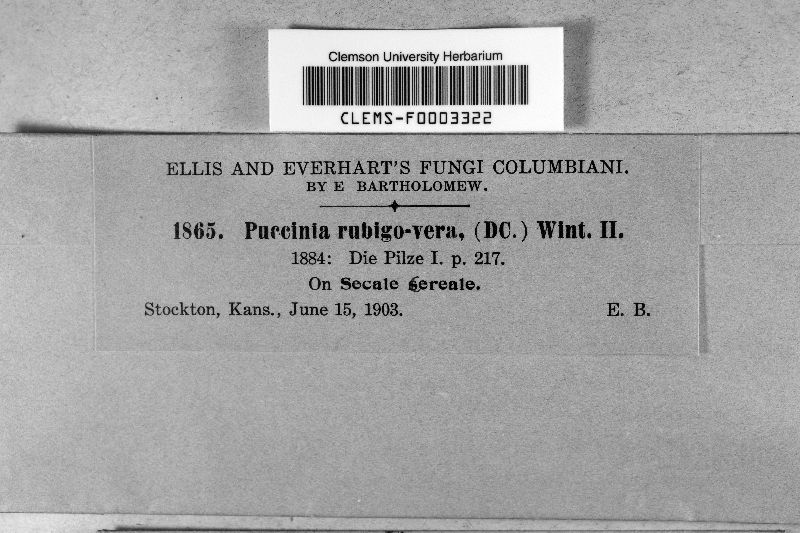 Clemson University Herbarium
CLEMS-F0003322
ELLIS AND EVERHART'S FUNGI COLUMBIANI.
BY E BARTHOLOMEW.
1865. Puccinia rubigo-vera, (DC.) Wint. II.
1884: Die Pilze I. p. 217.
On Secale Cereale.
Stockton, Kans., June 15, 1903. E. B.